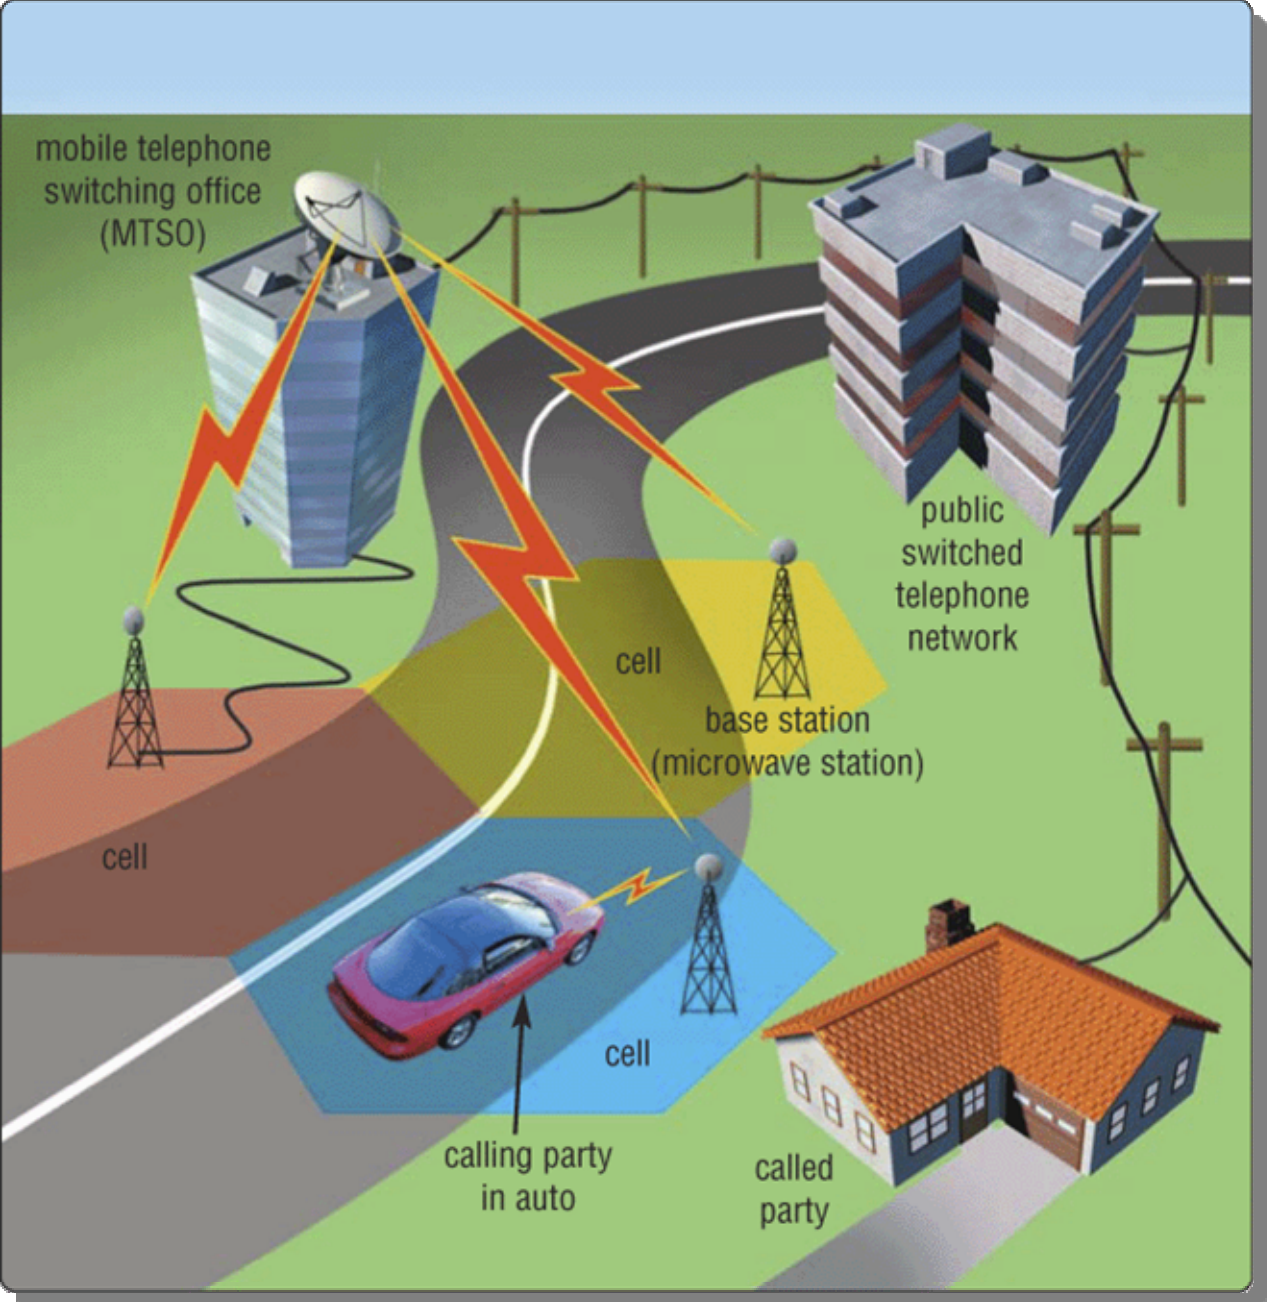 mobile telephone
switching office
(MTSO)
public
switched
telephone
network
cell
base station
(microwave station)
cell
cell
calling party
in auto
called
party